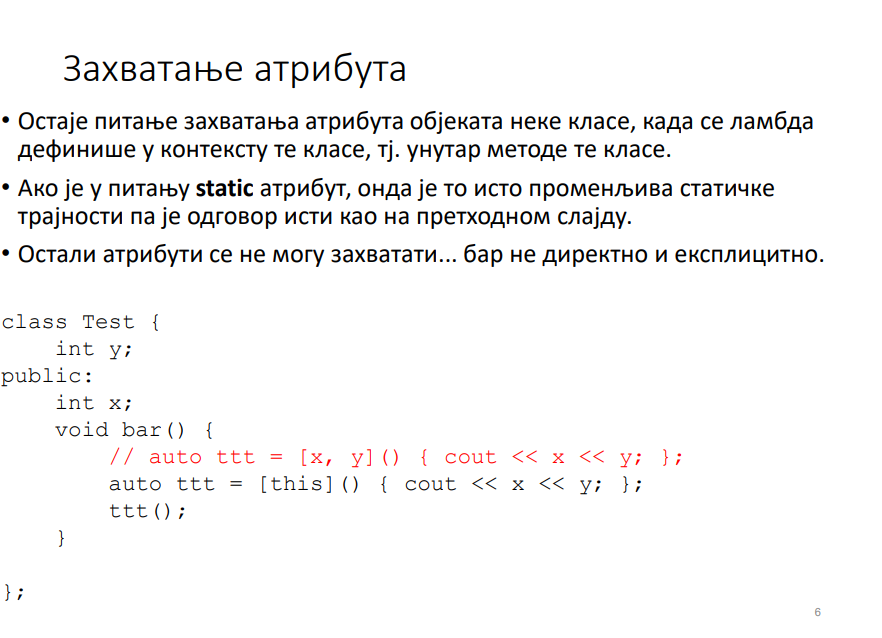 Захватање атрибута
• Остаје питање захватања атрибута објеката неке класе, када се ламбда
дефинише у контексту те класе, тј. унутар методе те класе.
• Ако је у питању static атрибут, онда је то исто променљива статичке
трајности па је одговор исти као на претходном слајду.
• Остали атрибути се не могу захватати... бар не директно и експлицитно.
class Test {
    int y;
public:
    int x;
    void bar() {
        // auto ttt = [x, y]() { cout << x << y; };
        auto ttt = [this]() { cout << x << y; };
        ttt();
    }
};
6